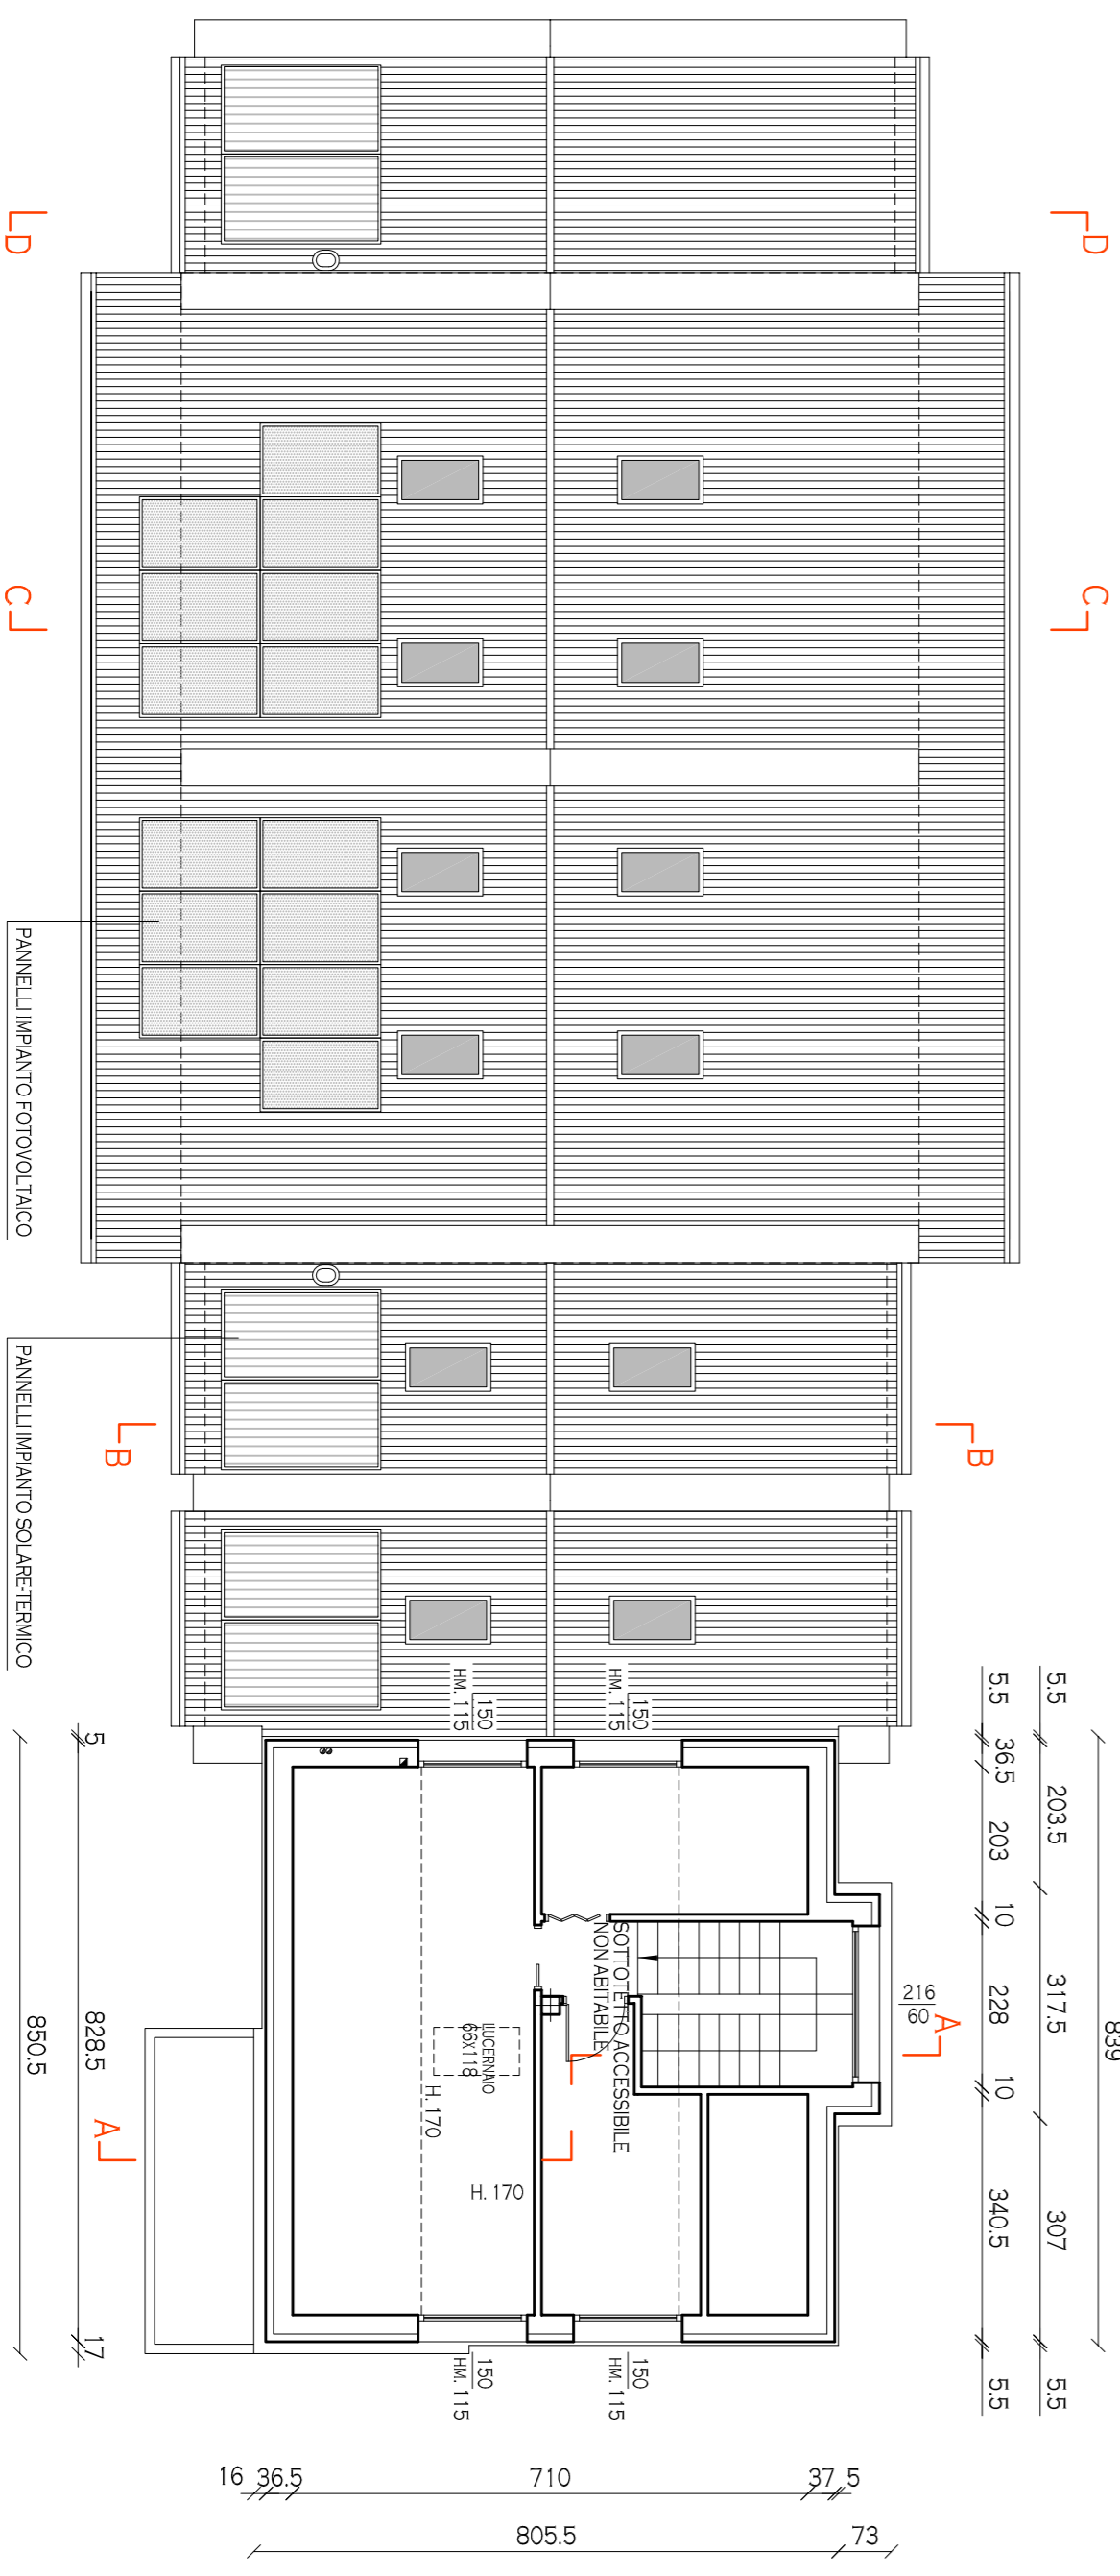 D
D
C
C
PANNELLI IMPIANTO FOTOVOLTAICO
PANNELLI IMPIANTO SOLARE-TERMICO
B
B
150
HM. 115
150
HM. 115
5.5
203.5
317.5
307
5.5
839
5.5
36.5
203
10
228
10
340.5
5.5
216
60
A
A
SOTTOTETTO ACCESSIBILE
NON ABITABILE
LUCERNAIO
66x118
H. 170
H. 170
5
828.5
17
850.5
150
HM. 115
150
HM. 115
16
36.5
710
37.5
805.5
73